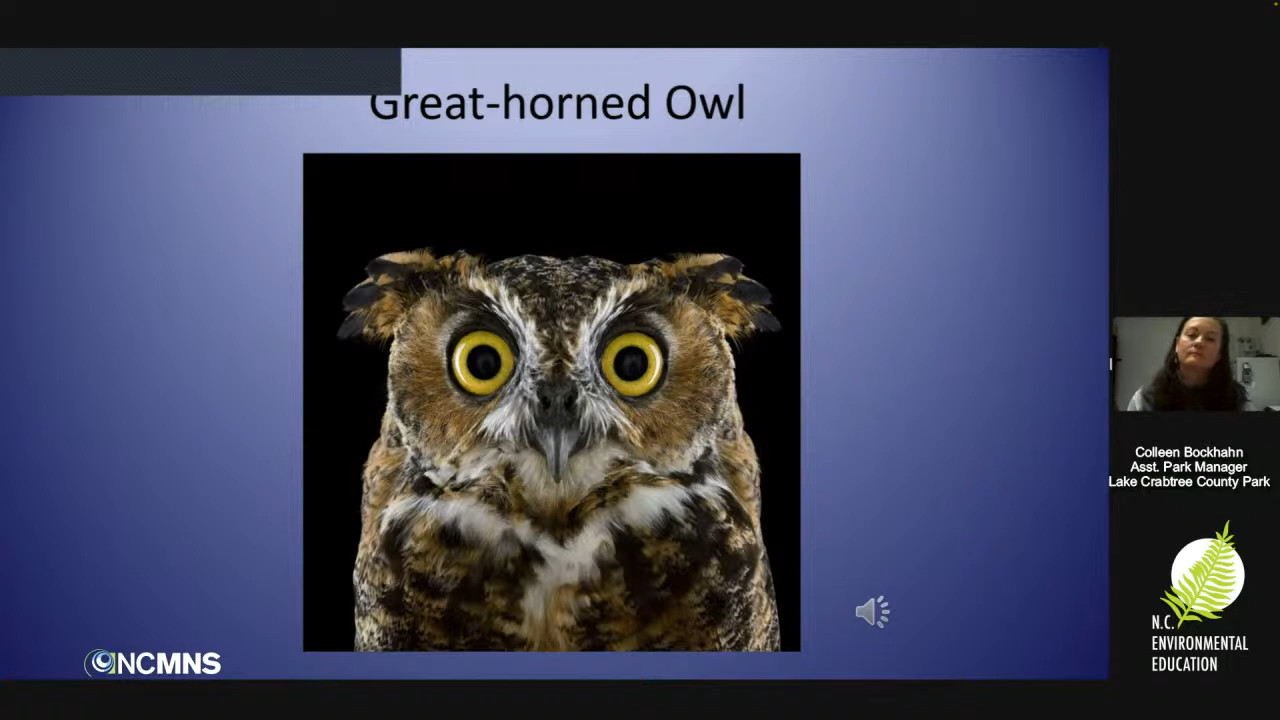 Great-horned Owl
Colleen Bockhahn
Asst. Park Manager
Lake Crabtree County Park
N.C.
ENVIRONMENTAL
EDUCATION
NCMNS